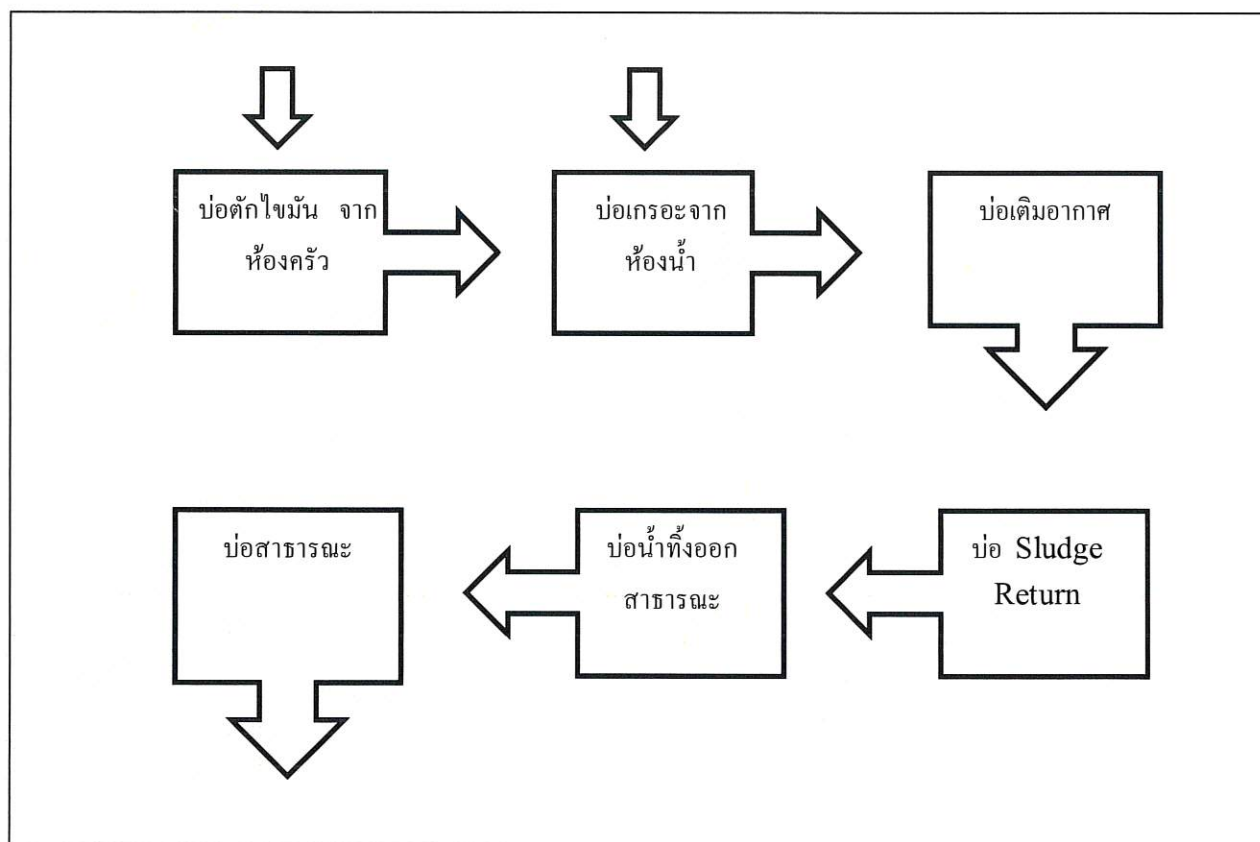 บ่อดักไขมัน จาก
ห้องครัว
บ่อเกรอะจาก
ห้องน้ำ
บ่อเติมอากาศ
บ่อสาธารณะ
บ่อน้ำทิ้งออก
สาธารณะ
บ่อ Sludge
Return